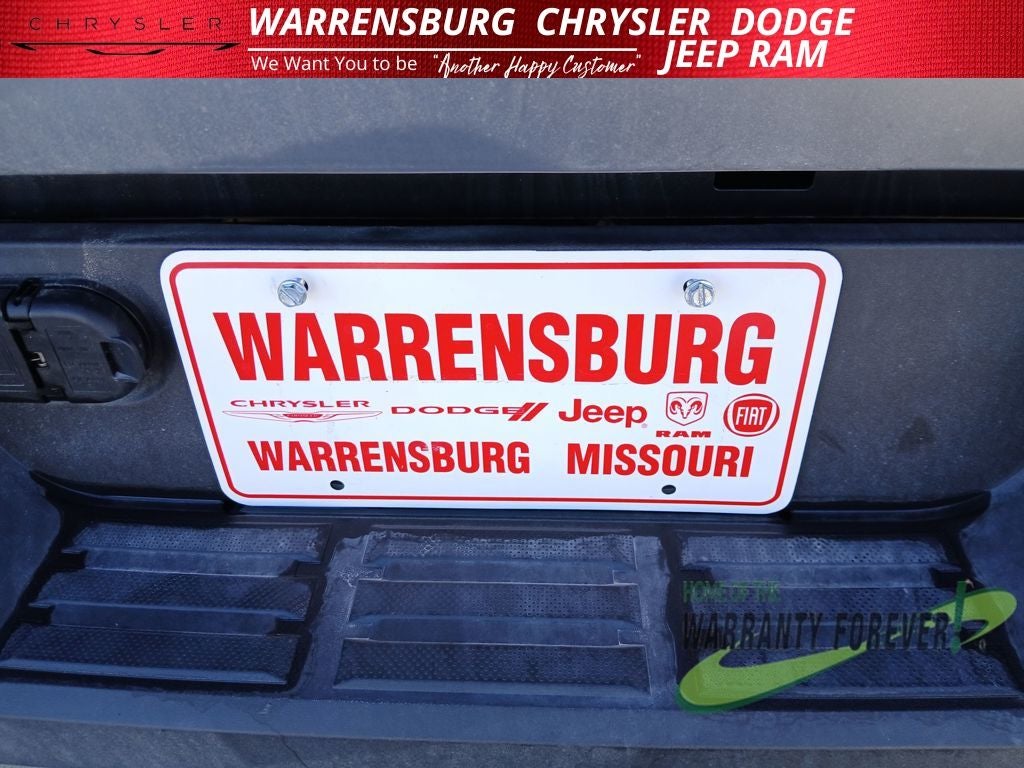 CHRYSLER
WARRENSBURG CHRYSLER DODGE
JEEP RAM
We Want You to be "Another Happy Customer"
WARRENSBURG
CHRYSLER DODGE Jeep RAM FIAT
WARRENSBURG MISSOURI
HOME OF THE
WARRANTY FOREVER!